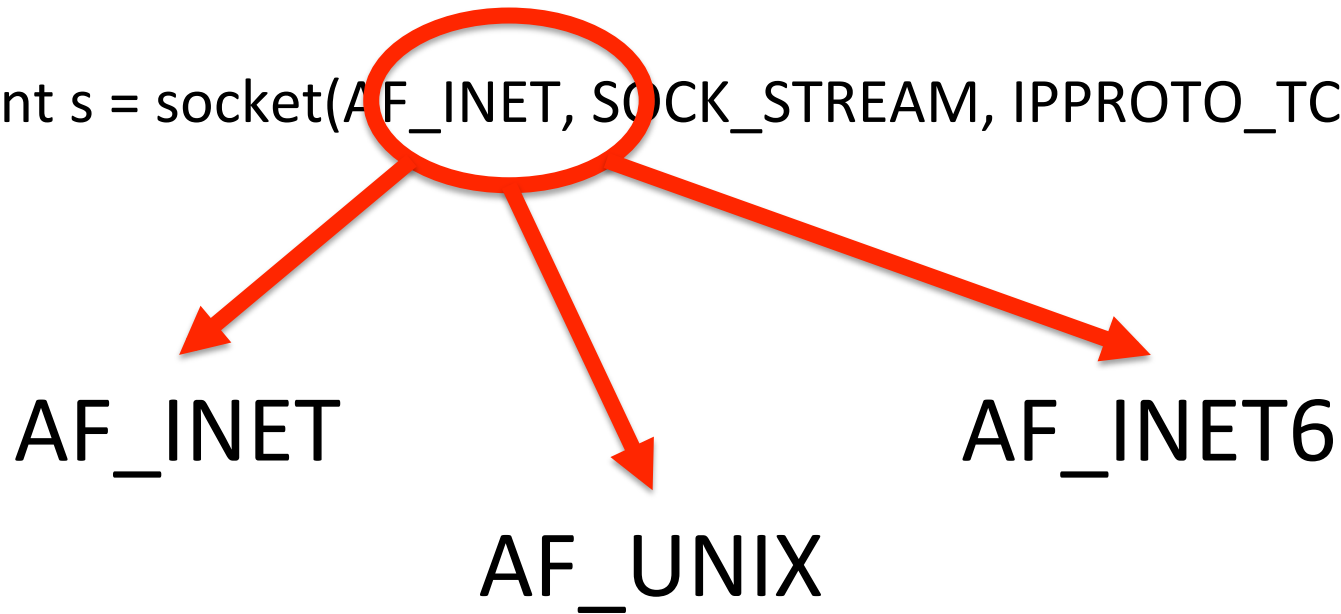 nt s = socket(AF_INET, SOCK_STREAM, IPPROTO_TC
AF_INET
AF_INET6
AF_UNIX